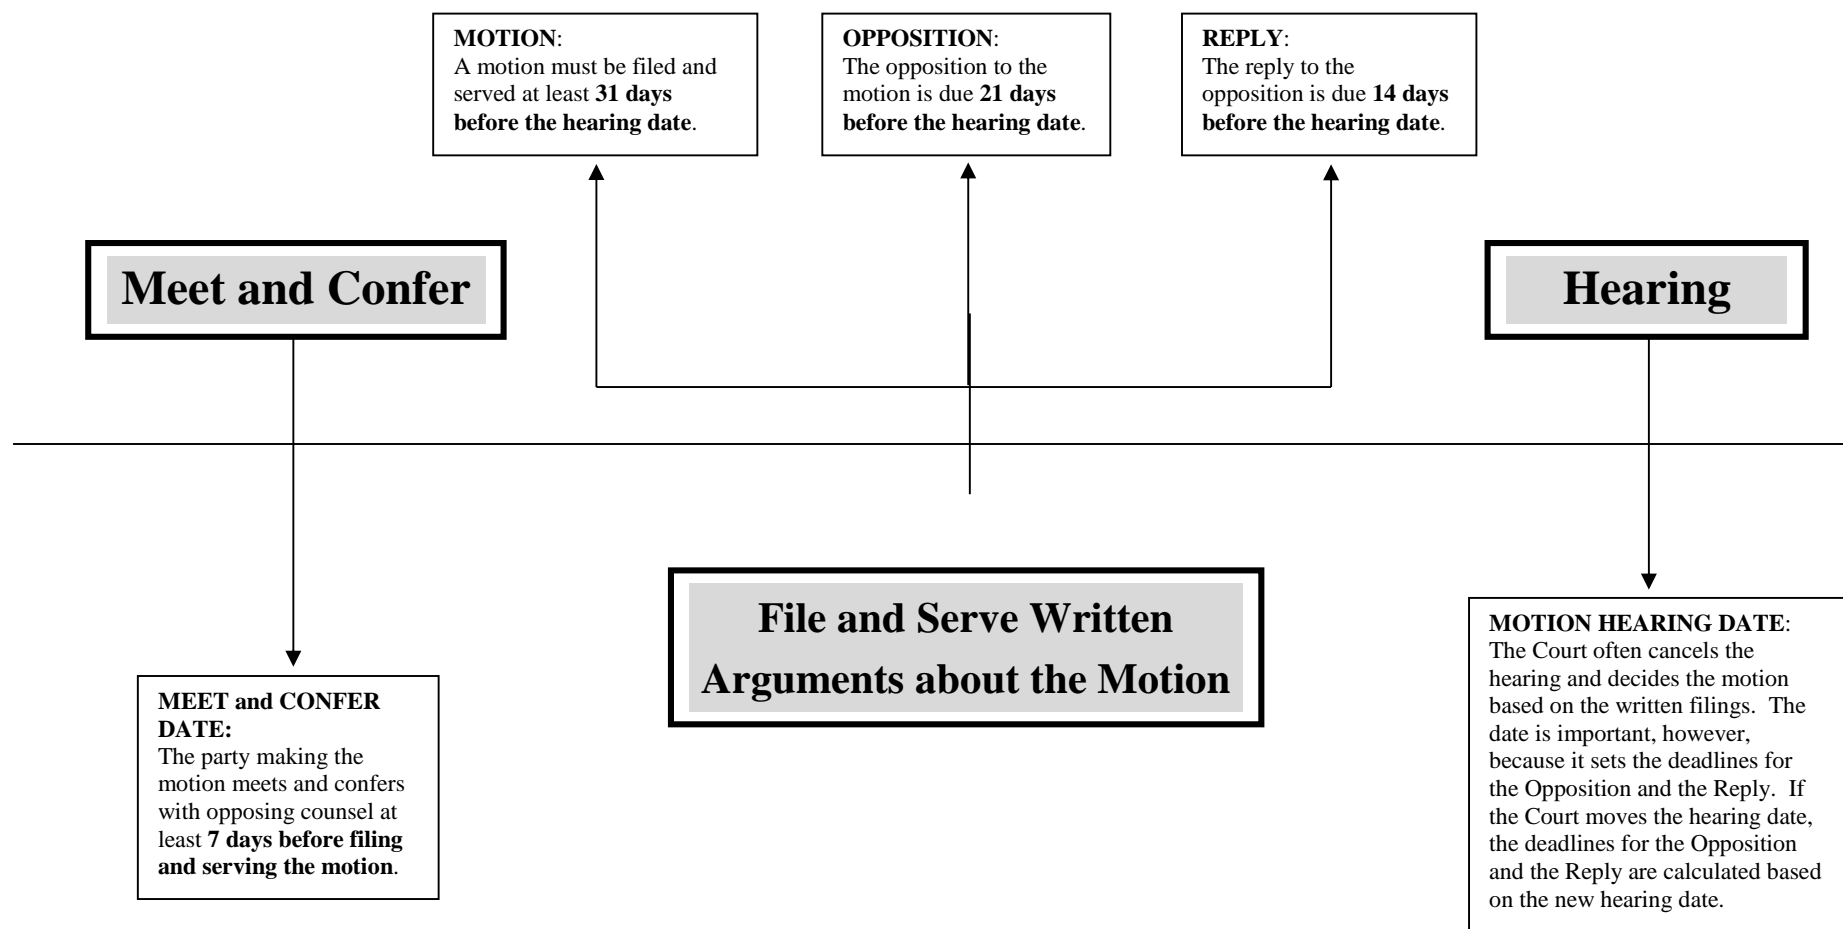 MOTION:
A motion must be filed and
served at least 31 days
before the hearing date.
OPPOSITION:
The opposition to the
motion is due 21 days
before the hearing date.
REPLY:
The reply to the
opposition is due 14 days
before the hearing date.
Meet and Confer
Hearing
File and Serve Written
Arguments about the Motion
MEET and CONFER
DATE:
The party making the
motion meets and confers
with opposing counsel at
least 7 days before filing
and serving the motion.
MOTION HEARING DATE:
The Court often cancels the
hearing and decides the motion
based on the written filings. The
date is important, however,
because it sets the deadlines for
the Opposition and the Reply. If
the Court moves the hearing date,
the deadlines for the Opposition
and the Reply are calculated based
on the new hearing date.